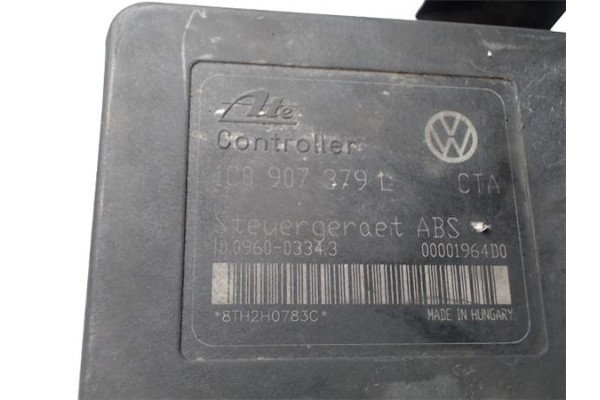 Ate
Controller
1C0 907 379 L CTA
Steuergeraet ABS
10.0960-0334.3 00001964D0
*8TH2H0783C* MADE IN HUNGARY